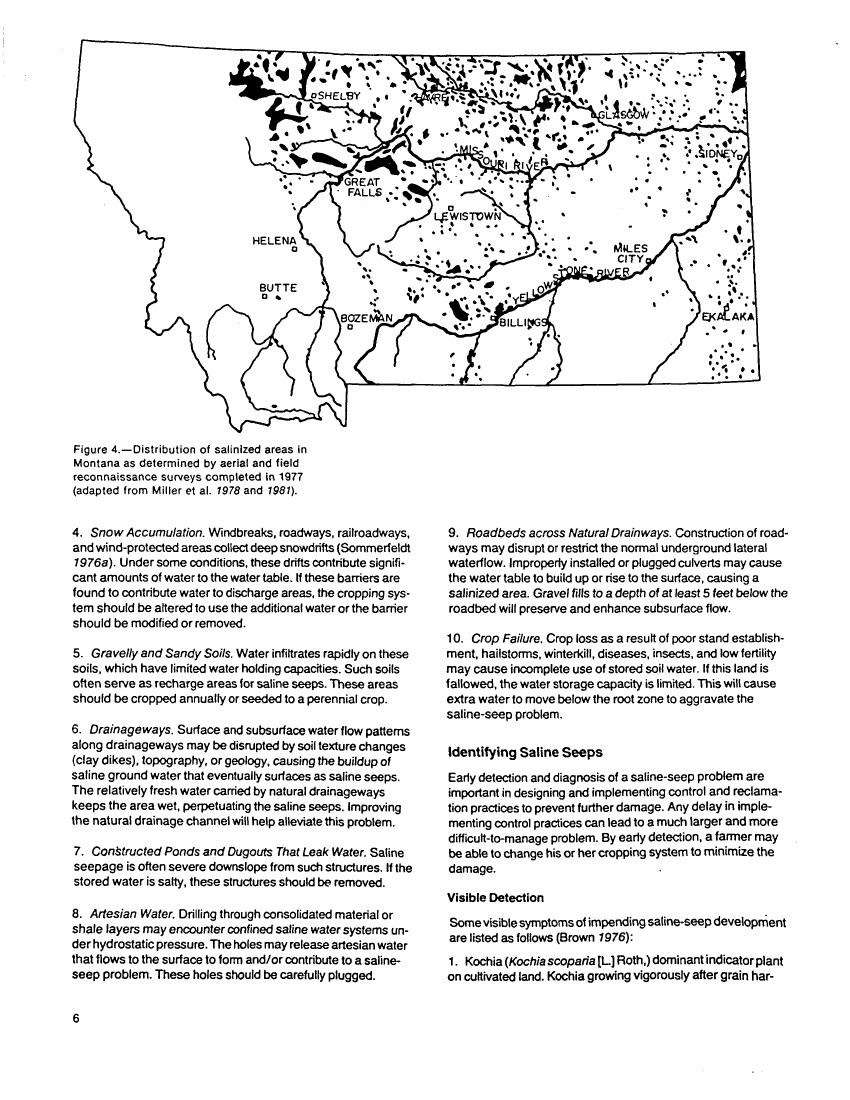 SHELBY
HAVRE
GLASGOW
MISSOURI RIVER
SIDNEY
GREAT
FALLS
LEWISTOWN
HELENA
MILES
CITY
YELLOWSTONE RIVER
BUTTE
BOZEMAN
BILLINGS
EKALAKA
Figure 4.—Distribution of salinized areas in
Montana as determined by aerial and field
reconnaissance surveys completed in 1977
(adapted from Miller et al. 1978 and 1981).
4. Snow Accumulation. Windbreaks, roadways, railroadways,
and wind-protected areas collect deep snowdrifts (Sommerfeldt
1976a). Under some conditions, these drifts contribute signifi-
cant amounts of water to the water table. If these barriers are
found to contribute water to discharge areas, the cropping sys-
tem should be altered to use the additional water or the barrier
should be modified or removed.
5. Gravelly and Sandy Soils. Water infiltrates rapidly on these
soils, which have limited water holding capacities. Such soils
often serve as recharge areas for saline seeps. These areas
should be cropped annually or seeded to a perennial crop.
6. Drainageways. Surface and subsurface water flow patterns
along drainageways may be disrupted by soil texture changes
(clay dikes), topography, or geology, causing the buildup of
saline ground water that eventually surfaces as saline seeps.
The relatively fresh water carried by natural drainageways
keeps the area wet, perpetuating the saline seeps. Improving
the natural drainage channel will help alleviate this problem.
7. Constructed Ponds and Dugouts That Leak Water. Saline
seepage is often severe downslope from such structures. If the
stored water is salty, these structures should be removed.
8. Artesian Water. Drilling through consolidated material or
shale layers may encounter confined saline water systems un-
der hydrostatic pressure. The holes may release artesian water
that flows to the surface to form and/or contribute to a saline-
seep problem. These holes should be carefully plugged.
9. Roadbeds across Natural Drainways. Construction of road-
ways may disrupt or restrict the normal underground lateral
waterflow. Improperly installed or plugged culverts may cause
the water table to build up or rise to the surface, causing a
salinized area. Gravel fills to a depth of at least 5 feet below the
roadbed will preserve and enhance subsurface flow.
10. Crop Failure. Crop loss as a result of poor stand establish-
ment, hailstorms, winterkill, diseases, insects, and low fertility
may cause incomplete use of stored soil water. If this land is
fallowed, the water storage capacity is limited. This will cause
extra water to move below the root zone to aggravate the
saline-seep problem.
Identifying Saline Seeps
Early detection and diagnosis of a saline-seep problem are
important in designing and implementing control and reclama-
tion practices to prevent further damage. Any delay in imple-
menting control practices can lead to a much larger and more
difficult-to-manage problem. By early detection, a farmer may
be able to change his or her cropping system to minimize the
damage.
Visible Detection
Some visible symptoms of impending saline-seep development
are listed as follows (Brown 1976):
1. Kochia (Kochia scoparia [L.] Roth,) dominant indicator plant
on cultivated land. Kochia growing vigorously after grain har-
6